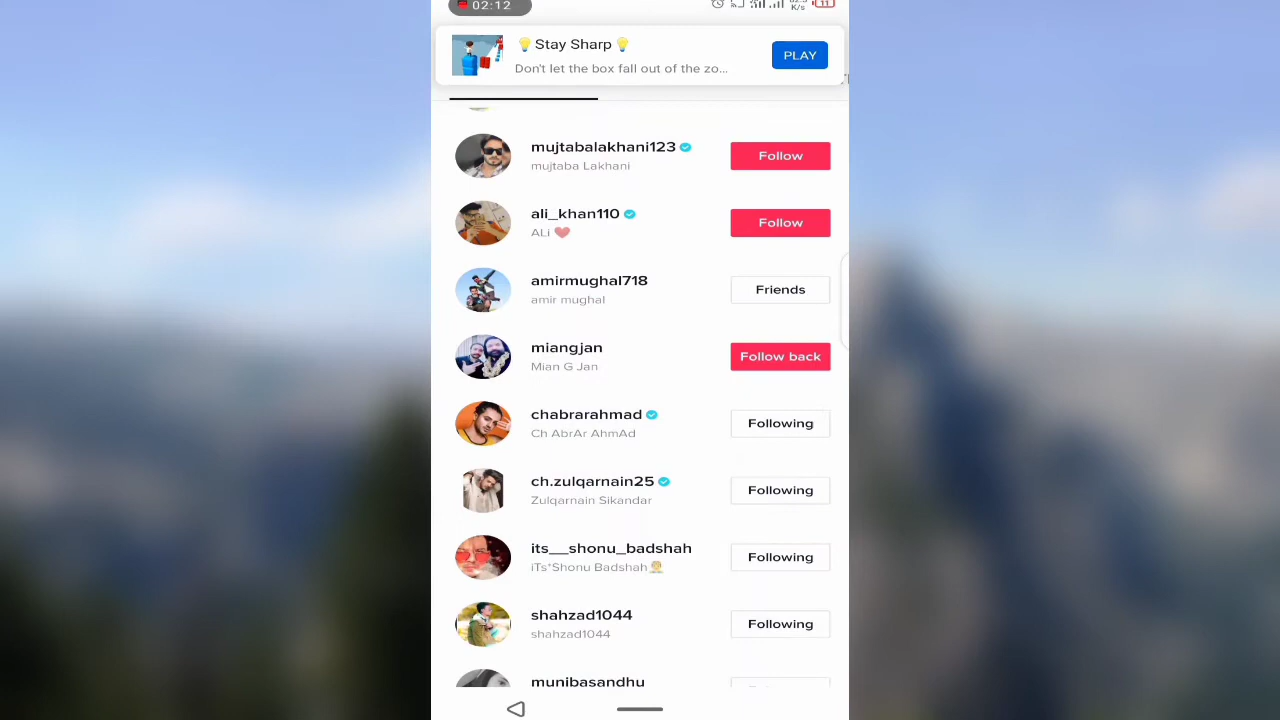 02:12
K/s
11
💡Stay Sharp💡
Don't let the box fall out of the zo...
PLAY
mujtabalakhani123
mujtaba Lakhani
Follow
ali_khan110
ALi ❤️
Follow
amirmughal718
amir mughal
Friends
miangjan
Mian G Jan
Follow back
chabrarahmad
Ch AbrAr AhmAd
Following
ch.zulqarnain25
Zulqarnain Sikandar
Following
its__shonu_badshah
iTs*Shonu Badshah
Following
shahzad1044
shahzad1044
Following
munibasandhu